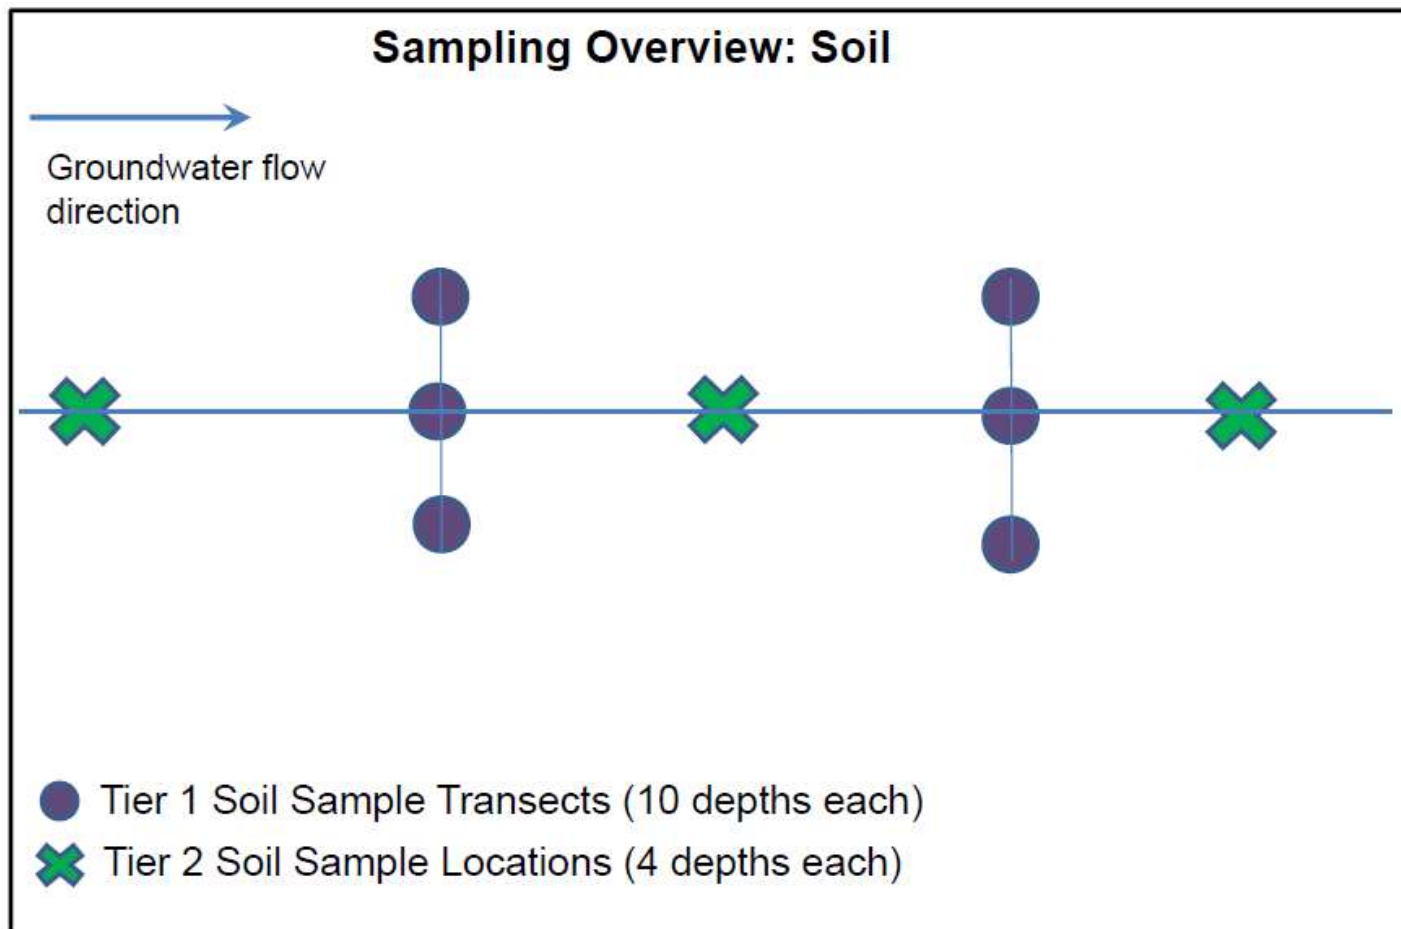 Sampling Overview: Soil
Groundwater flow
direction
Tier 1 Soil Sample Transects (10 depths each)
Tier 2 Soil Sample Locations (4 depths each)